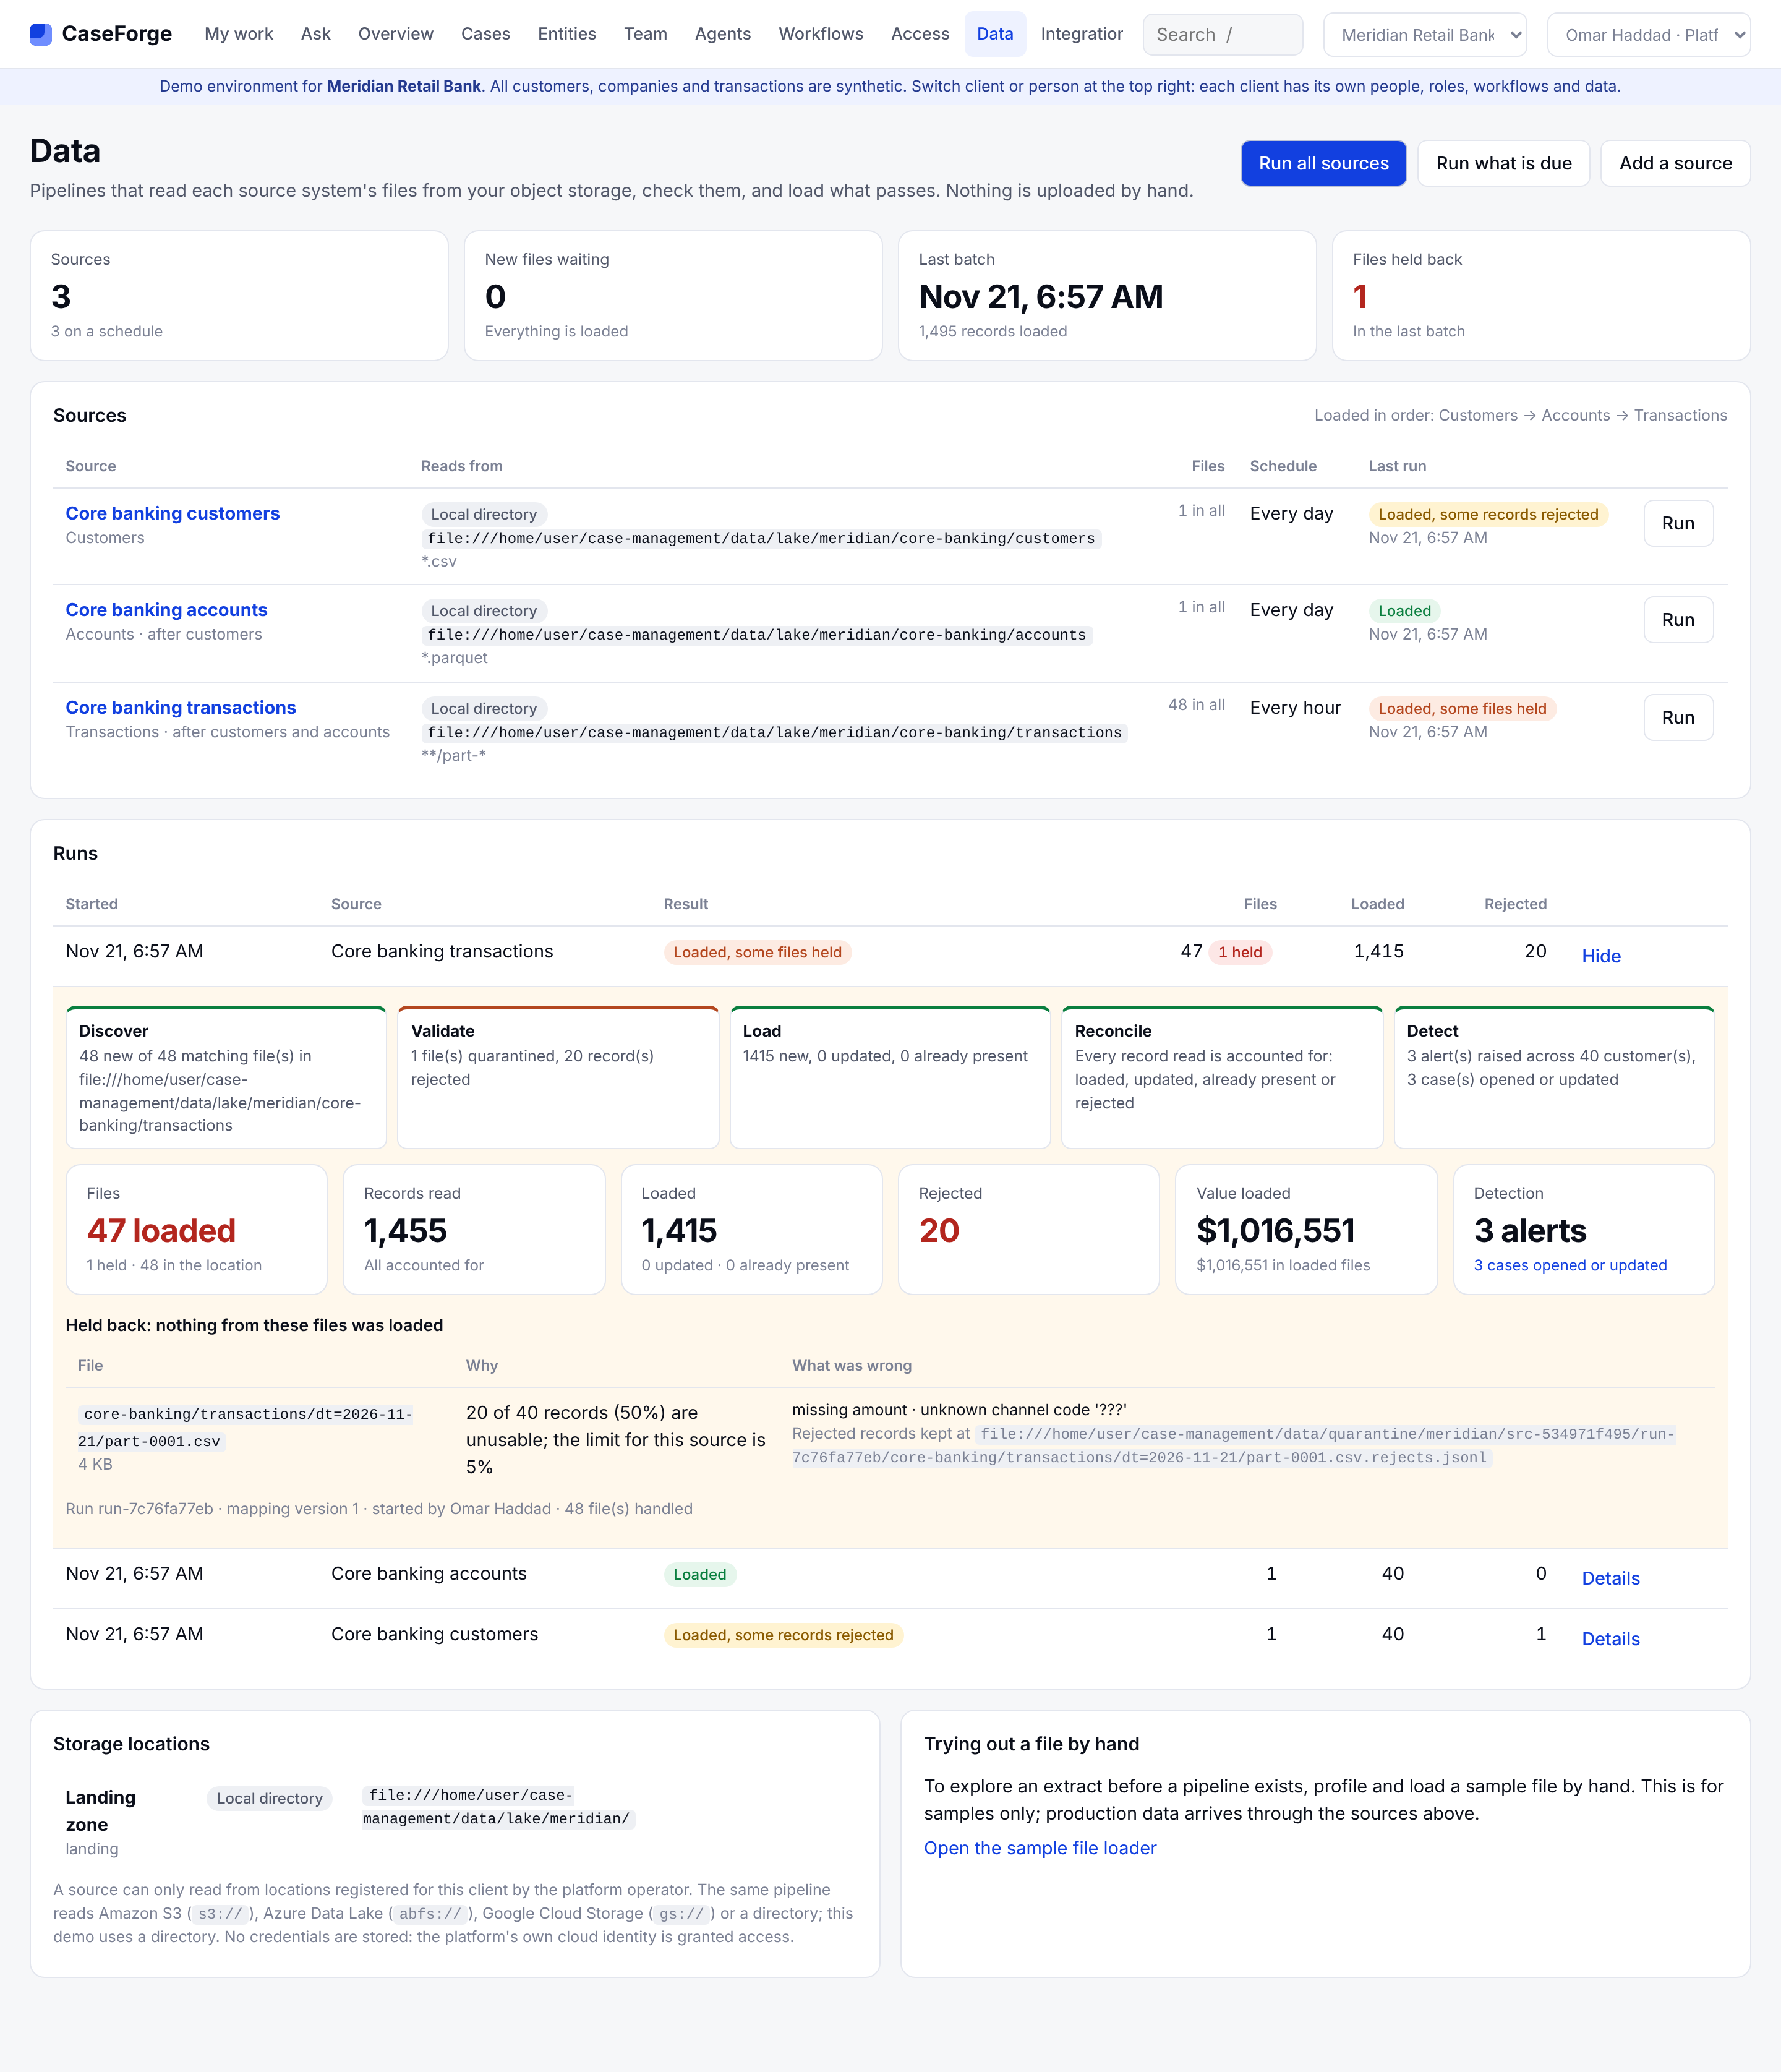 CaseForge
My work
Ask
Overview
Cases
Entities
Team
Agents
Workflows
Access
Data
Integratior
Search /
Meridian Retail Bank
Omar Haddad · Platf
Demo environment for Meridian Retail Bank. All customers, companies and transactions are synthetic. Switch client or person at the top right: each client has its own people, roles, workflows and data.
Data
Pipelines that read each source system's files from your object storage, check them, and load what passes. Nothing is uploaded by hand.
Run all sources
Run what is due
Add a source
Sources
3
3 on a schedule
New files waiting
0
Everything is loaded
Last batch
Nov 21, 6:57 AM
1,495 records loaded
Files held back
1
In the last batch
Sources
Loaded in order: Customers → Accounts → Transactions
Source Reads from Files Schedule Last run
Core banking customers
Customers
Local directory
file:///home/user/case-management/data/lake/meridian/core-banking/customers
*.csv
1 in all
Every day
Loaded, some records rejected
Nov 21, 6:57 AM
Run
Core banking accounts
Accounts · after customers
Local directory
file:///home/user/case-management/data/lake/meridian/core-banking/accounts
*.parquet
1 in all
Every day
Loaded
Nov 21, 6:57 AM
Run
Core banking transactions
Transactions · after customers and accounts
Local directory
file:///home/user/case-management/data/lake/meridian/core-banking/transactions
**/part-*
48 in all
Every hour
Loaded, some files held
Nov 21, 6:57 AM
Run
Runs
Started Source Result Files Loaded Rejected
Nov 21, 6:57 AM Core banking transactions Loaded, some files held 47 1 held 1,415 20 Hide
Discover
48 new of 48 matching file(s) in
file:///home/user/case-
management/data/lake/meridian/core-
banking/transactions
Validate
1 file(s) quarantined, 20 record(s)
rejected
Load
1415 new, 0 updated, 0 already present
Reconcile
Every record read is accounted for:
loaded, updated, already present or
rejected
Detect
3 alert(s) raised across 40 customer(s),
3 case(s) opened or updated
Files
47 loaded
1 held · 48 in the location
Records read
1,455
All accounted for
Loaded
1,415
0 updated · 0 already present
Rejected
20
Value loaded
$1,016,551
$1,016,551 in loaded files
Detection
3 alerts
3 cases opened or updated
Held back: nothing from these files was loaded
File Why What was wrong
core-banking/transactions/dt=2026-11-
21/part-0001.csv
4 KB
20 of 40 records (50%) are
unusable; the limit for this source is
5%
missing amount · unknown channel code '???'
Rejected records kept at file:///home/user/case-management/data/quarantine/meridian/src-534971f495/run-
7c76fa77eb/core-banking/transactions/dt=2026-11-21/part-0001.csv.rejects.jsonl
Run run-7c76fa77eb · mapping version 1 · started by Omar Haddad · 48 file(s) handled
Nov 21, 6:57 AM Core banking accounts Loaded 1 40 0 Details
Nov 21, 6:57 AM Core banking customers Loaded, some records rejected 1 40 1 Details
Storage locations
Landing
zone
landing
Local directory
file:///home/user/case-
management/data/lake/meridian/
A source can only read from locations registered for this client by the platform operator. The same pipeline
reads Amazon S3 (s3://), Azure Data Lake (abfs://), Google Cloud Storage (gs://) or a directory; this
demo uses a directory. No credentials are stored: the platform's own cloud identity is granted access.
Trying out a file by hand
To explore an extract before a pipeline exists, profile and load a sample file by hand. This is for
samples only; production data arrives through the sources above.
Open the sample file loader